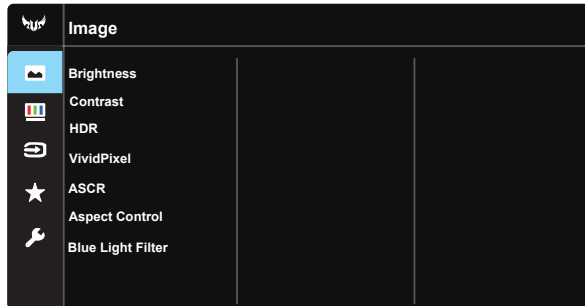 Image
Brightness
Contrast
HDR
VividPixel
ASCR
Aspect Control
Blue Light Filter